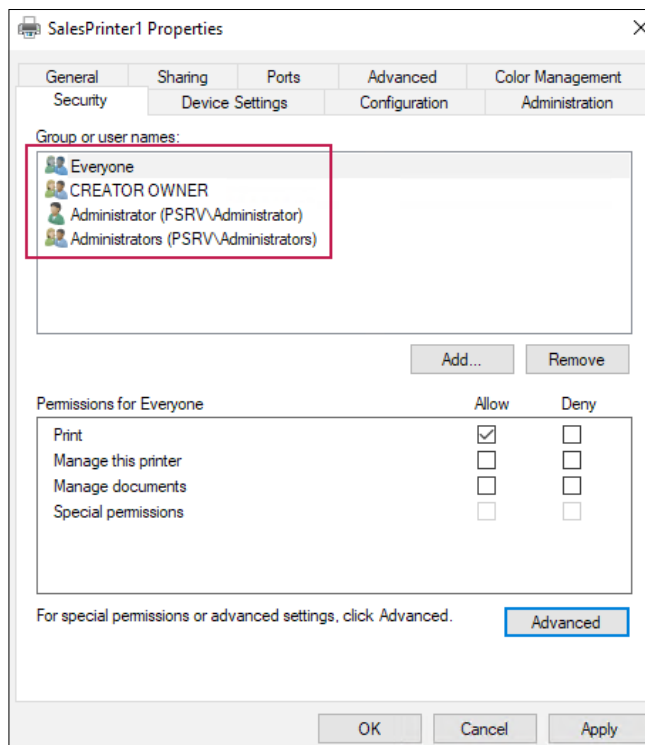 SalesPrinter1 Properties
General Sharing Ports Advanced Color Management
Security Device Settings Configuration Administration
Group or user names:
Everyone
CREATOR OWNER
Administrator (PSRV\Administrator)
Administrators (PSRV\Administrators)
Add... Remove
Permissions for Everyone Allow Deny
Print
Manage this printer
Manage documents
Special permissions
For special permissions or advanced settings, click Advanced. Advanced
OK Cancel Apply